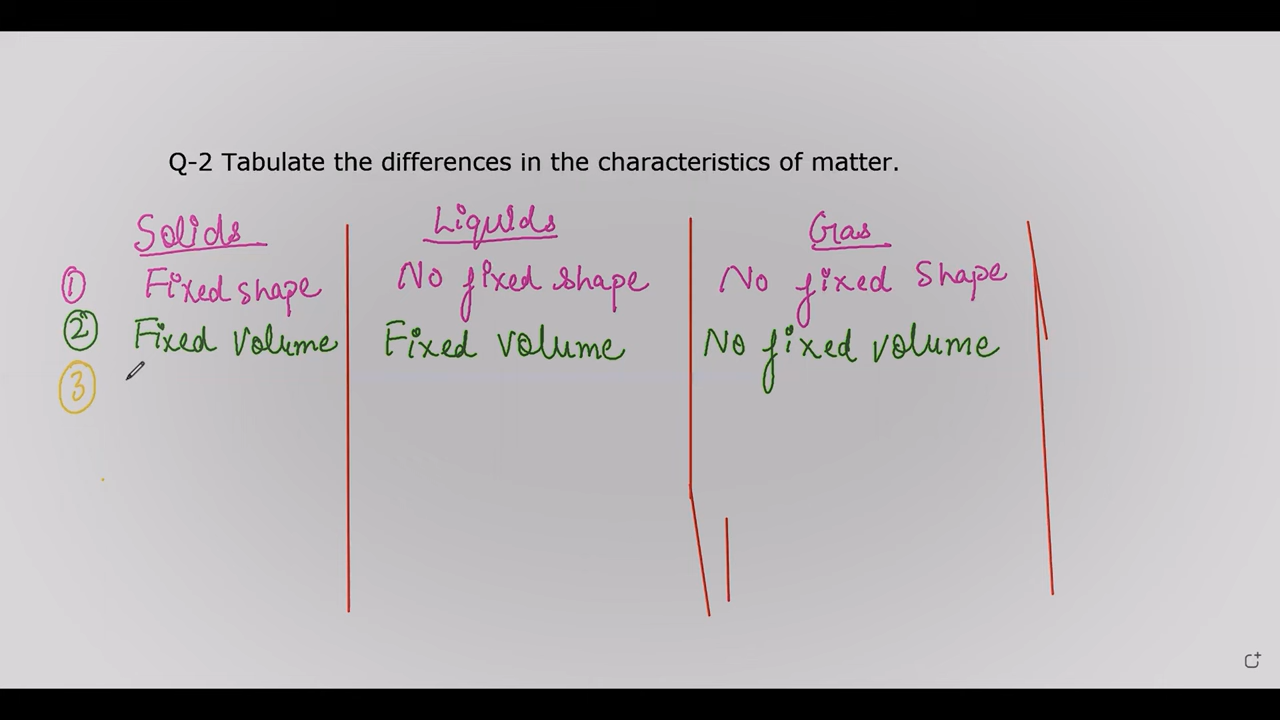 Q-2 Tabulate the differences in the characteristics of matter.
Solids Liquids Gas
① Fixed shape No fixed shape No fixed Shape
② Fixed volume Fixed volume No fixed volume
③